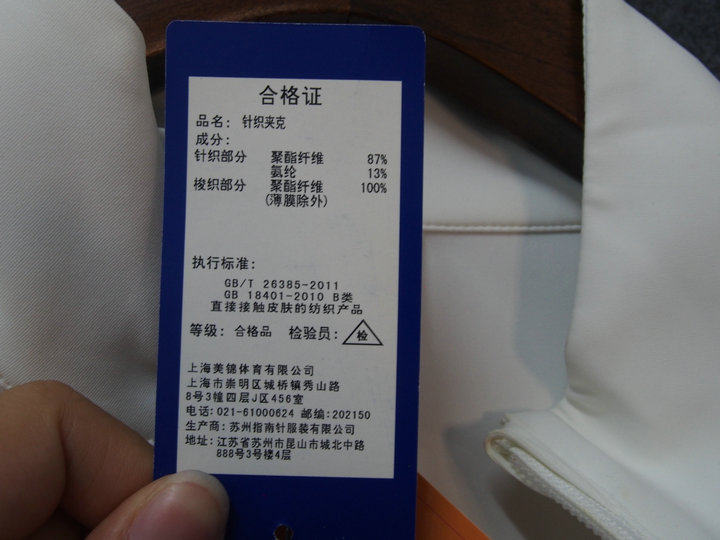 合格证
品名: 针织夹克
成分:
针织部分 聚酯纤维 87%
氨纶 13%
梭织部分 聚酯纤维 100%
(薄膜除外)
执行标准:
GB/T 26385-2011
GB 18401-2010 B类
直接接触皮肤的纺织产品
等级: 合格品 检验员: 检
上海美锦体育有限公司
上海市崇明区城桥镇秀山路
8号3幢四层J区456室
电话: 021-61000624 邮编: 202150
生产商: 苏州指南针服装有限公司
地址: 江苏省苏州市昆山市城北中路
888号3号楼4层